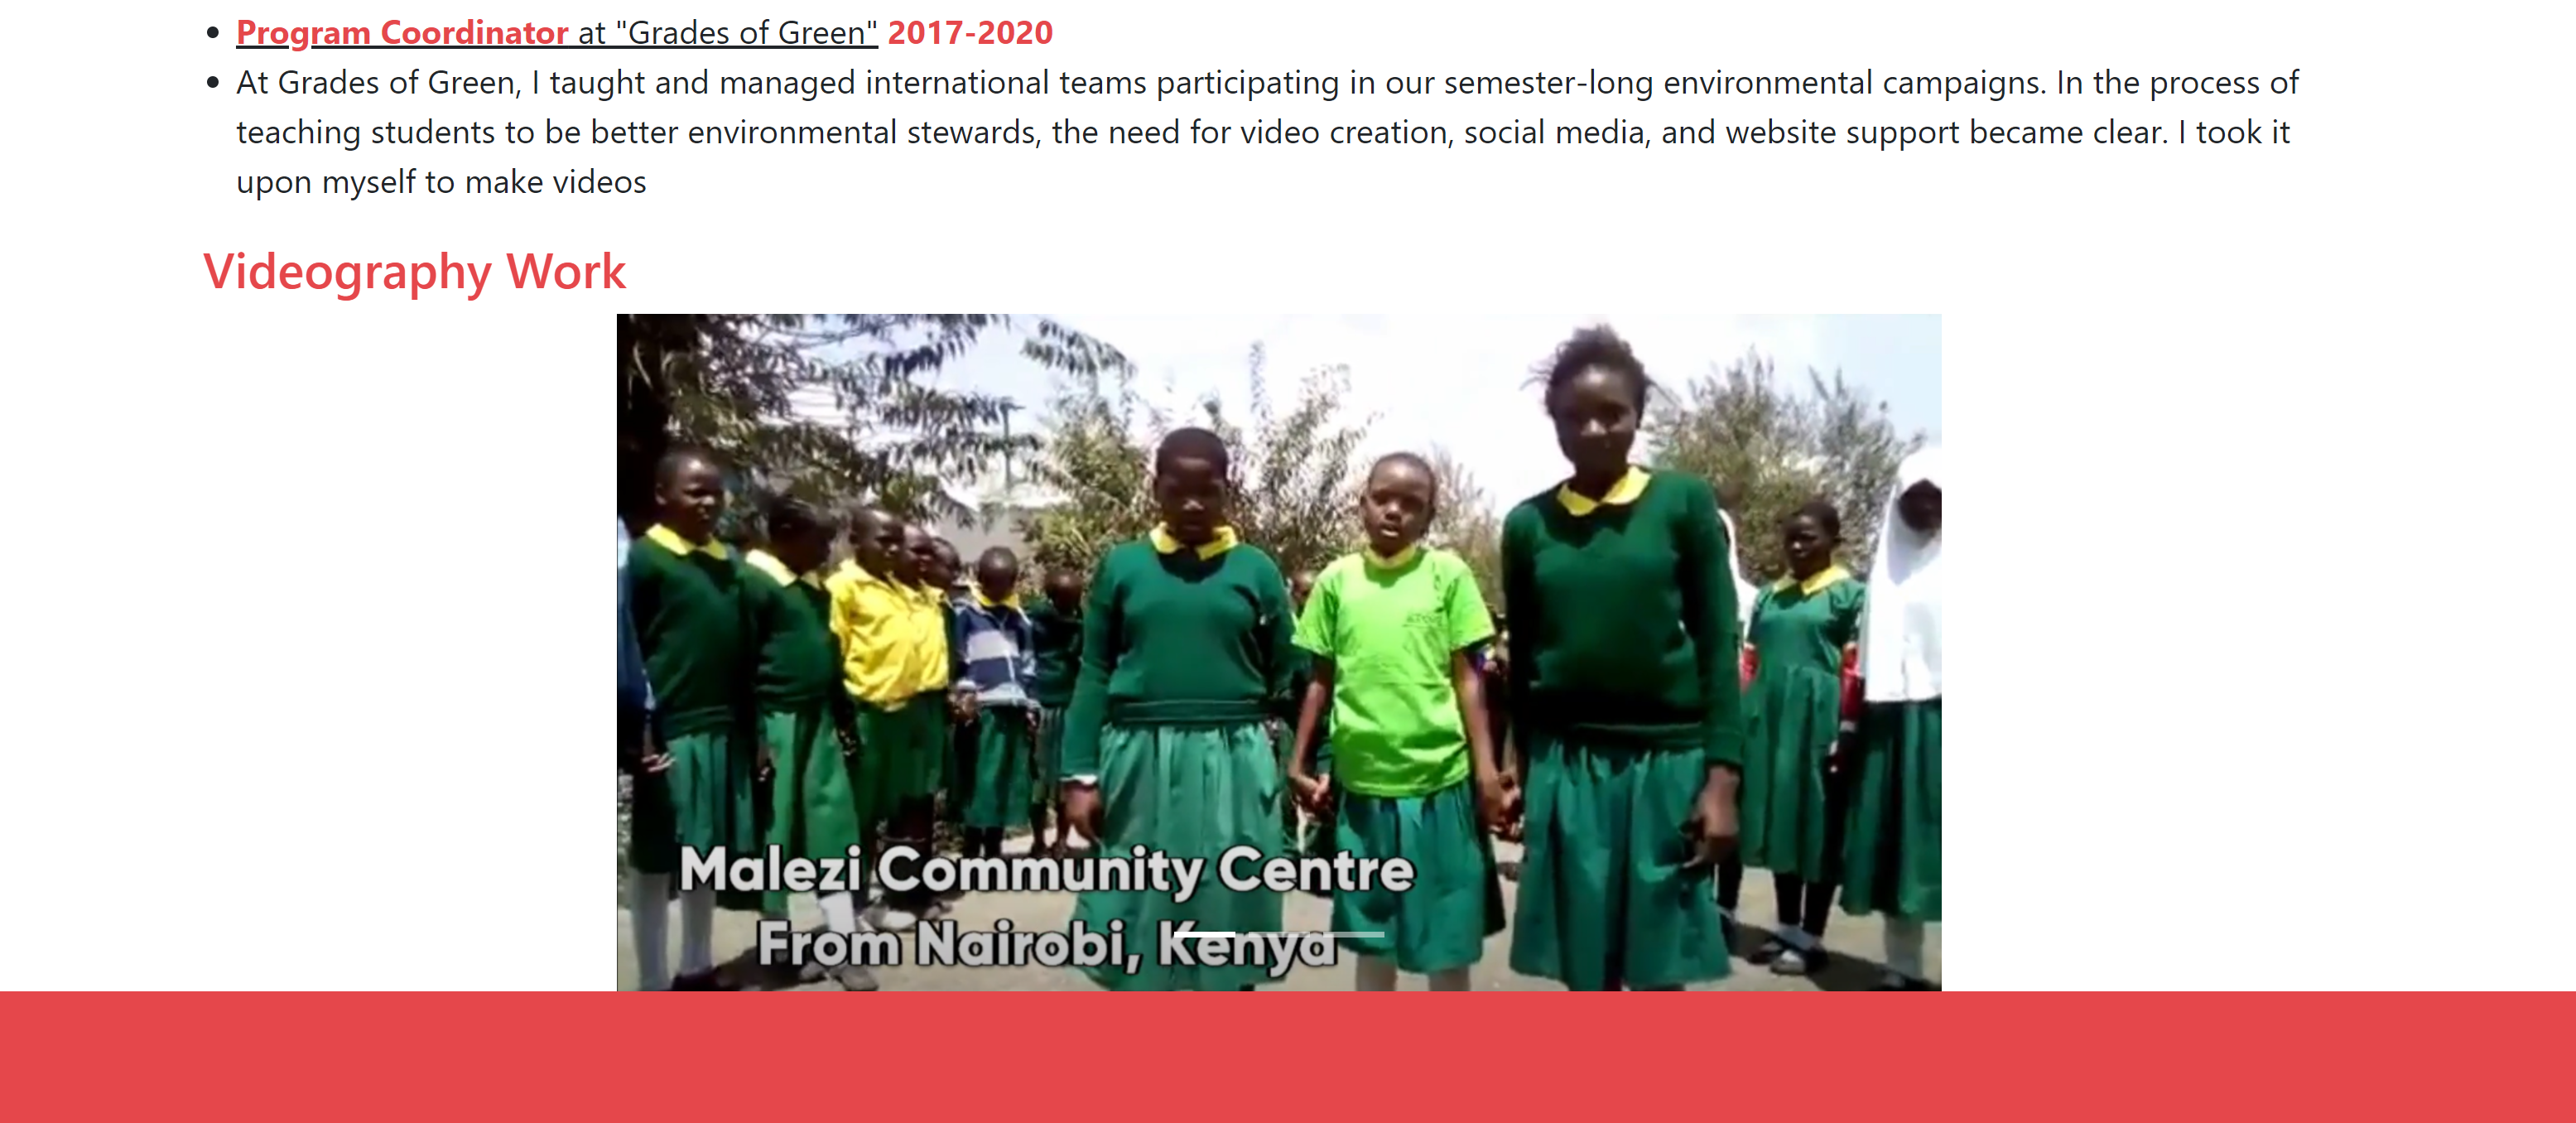 Program Coordinator at "Grades of Green" 2017-2020
At Grades of Green, I taught and managed international teams participating in our semester-long environmental campaigns. In the process of
teaching students to be better environmental stewards, the need for video creation, social media, and website support became clear. I took it
upon myself to make videos
Videography Work
Malezi Community Centre
From Nairobi, Kenya